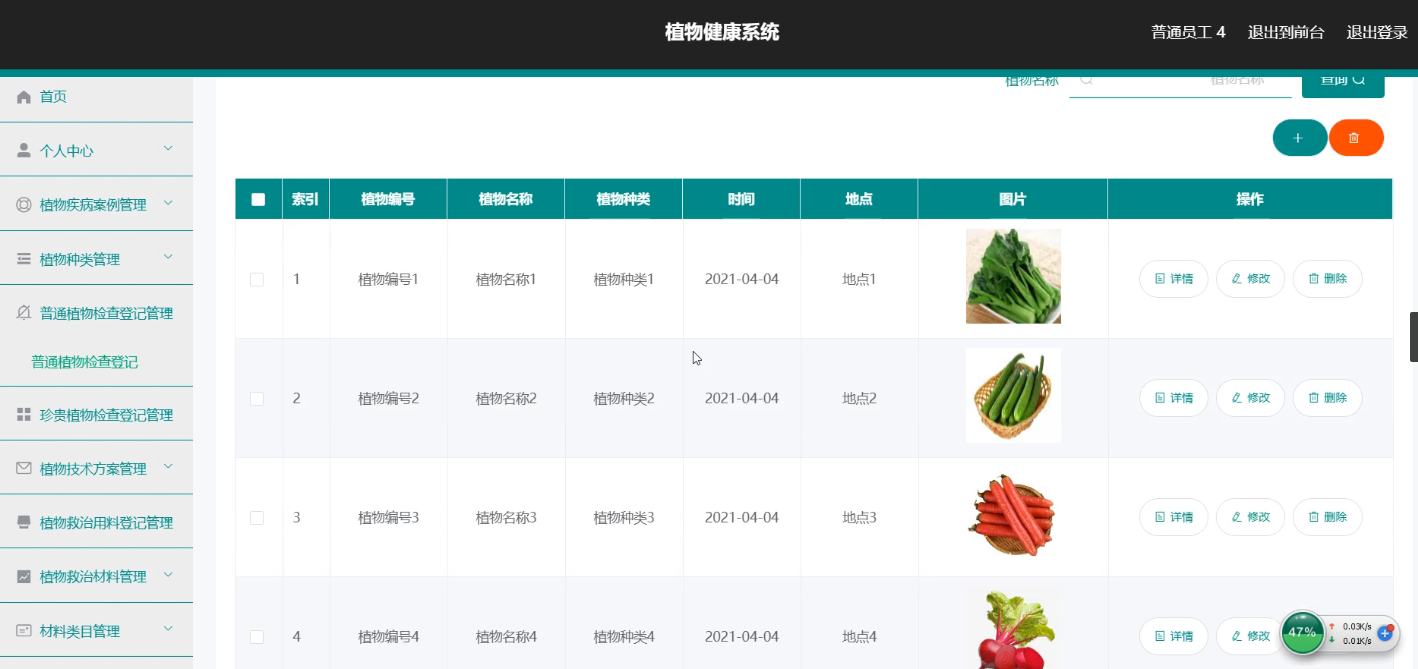 植物健康系统
普通员工 4 退出到前台 退出登录
植物名称 植物名称 查询
首页
个人中心
植物疾病案例管理
植物种类管理
普通植物检查登记管理
普通植物检查登记
珍贵植物检查登记管理
植物技术方案管理
植物救治用料登记管理
植物救治材料管理
材料类目管理
索引 植物编号 植物名称 植物种类 时间 地点 图片 操作
1 植物编号1 植物名称1 植物种类1 2021-04-04 地点1 详情 修改 删除
2 植物编号2 植物名称2 植物种类2 2021-04-04 地点2 详情 修改 删除
3 植物编号3 植物名称3 植物种类3 2021-04-04 地点3 详情 修改 删除
4 植物编号4 植物名称4 植物种类4 2021-04-04 地点4 详情 修改
47% 0.03K/s
0.01K/s